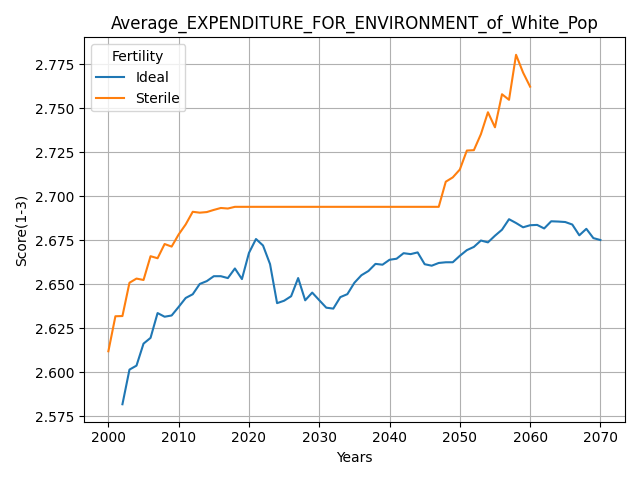 Average_EXPENDITURE_FOR_ENVIRONMENT_of_White_Pop
Fertility
Ideal
Sterile
2.775
2.750
2.725
2.700
2.675
2.650
2.625
2.600
2.575
Score(1-3)
2000 2010 2020 2030 2040 2050 2060 2070
Years